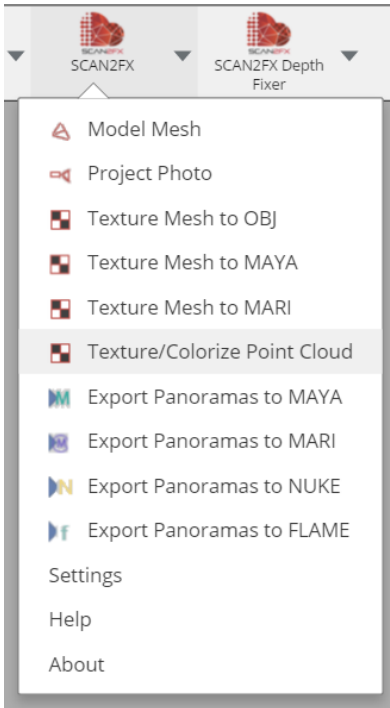 SCAN2FX
SCAN2FX
SCAN2FX
SCAN2FX Depth
Fixer
Model Mesh
Project Photo
Texture Mesh to OBJ
Texture Mesh to MAYA
Texture Mesh to MARI
Texture/Colorize Point Cloud
M Export Panoramas to MAYA
Export Panoramas to MARI
N Export Panoramas to NUKE
f Export Panoramas to FLAME
Settings
Help
About